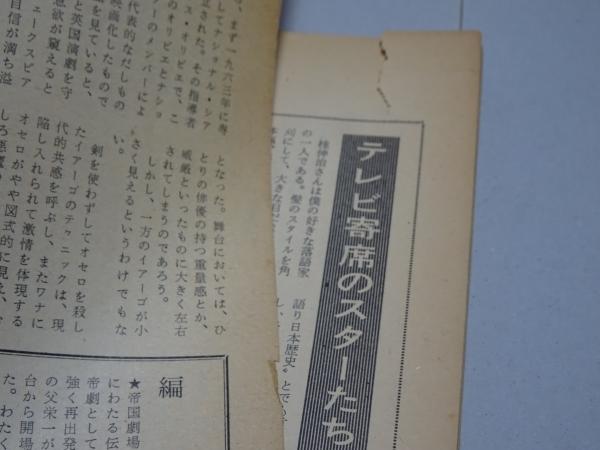 、まず一九六三年に専
してナショナル・シア
立された。その指導者
ス・オリビエで、こ
のオリビエとナショ
アーのメンバーによ
代表的なだしもの
映画化したもので
を見ていると、
と英国演劇を守
意欲が窺えると
ェークスピア
自信が満ち溢
となった。舞台においては、ひ
とりの俳優の持つ重量感とか、
威厳といったものに大きく左右
されてしまうのであろう。
しかし、一方のイアーゴが小
さく見えるというわけでもな
い。
剣を使わずしてオセロを殺し
たイアーゴのテクニックは、現
代的共感を呼ぶし、またワナに
陥し入れられて激情を体現する
オセロがやや図式的に見え、
編
★帝国劇場
にわたる伝
帝劇として
強く再出発
の父栄一が
台から開場
た。わたく
テレビ寄席のスターたち
桂伸治さんは僕の好きな落語家
の一人である。髪のスタイルを角
刈にして、大きな目
語り日本歴史〟とで